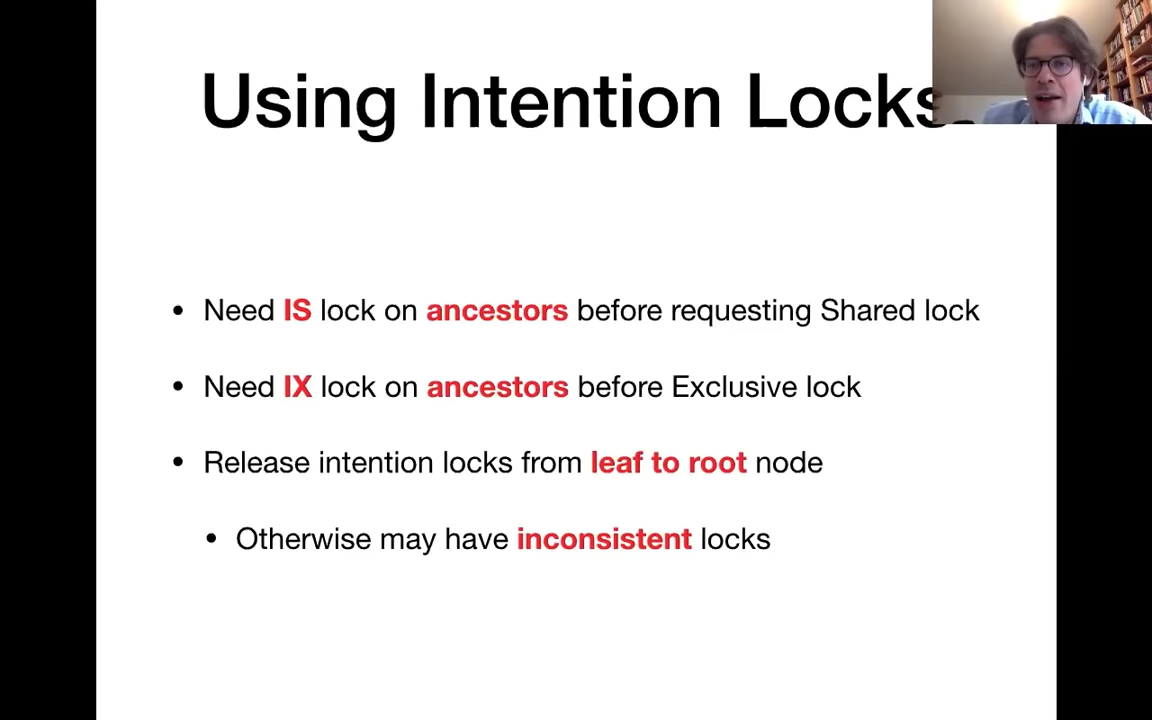 Using Intention Locks
• Need IS lock on ancestors before requesting Shared lock
• Need IX lock on ancestors before Exclusive lock
• Release intention locks from leaf to root node
• Otherwise may have inconsistent locks